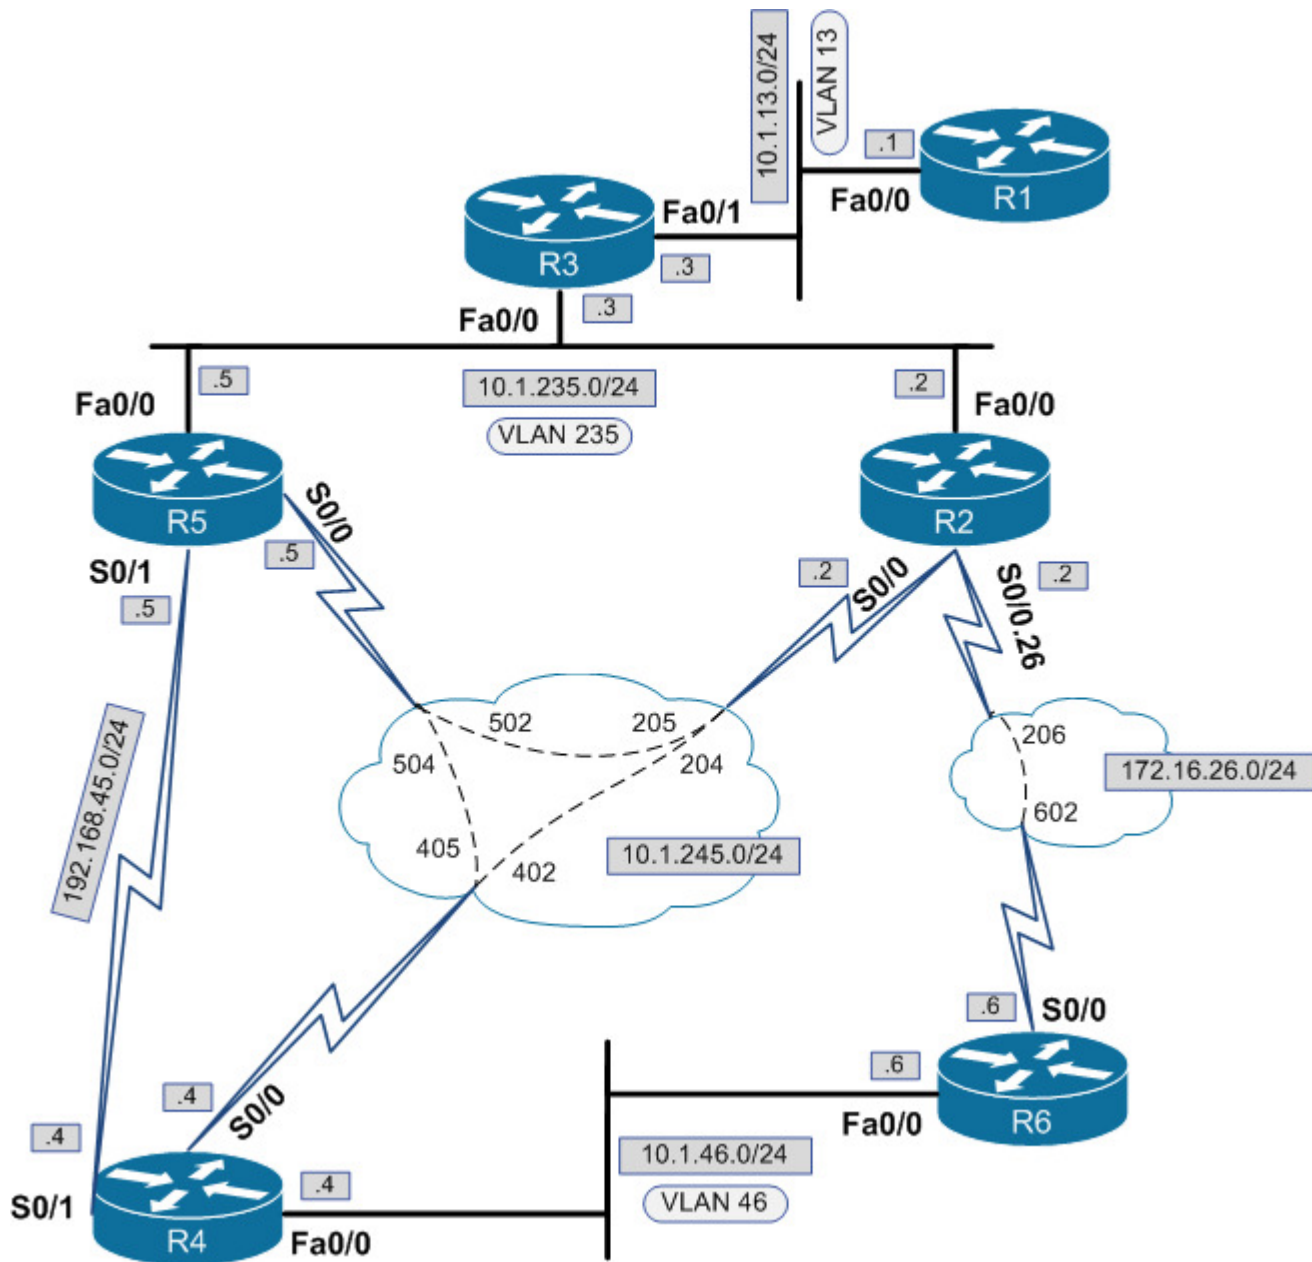 10.1.13.0/24
VLAN 13
.1
Fa0/0
R1
Fa0/1
.3
R3
Fa0/0
.3
.5
10.1.235.0/24
.2
Fa0/0
VLAN 235
Fa0/0
R5
S0/0
.5
R2
S0/1
.5
.2
S0/0
S0/0.26
.2
192.168.45.0/24
502
205
504
204
206
172.16.26.0/24
602
405
402
10.1.245.0/24
.6
S0/0
.4
S0/0
.6
Fa0/0
R6
.4
10.1.46.0/24
.4
VLAN 46
S0/1
R4
Fa0/0